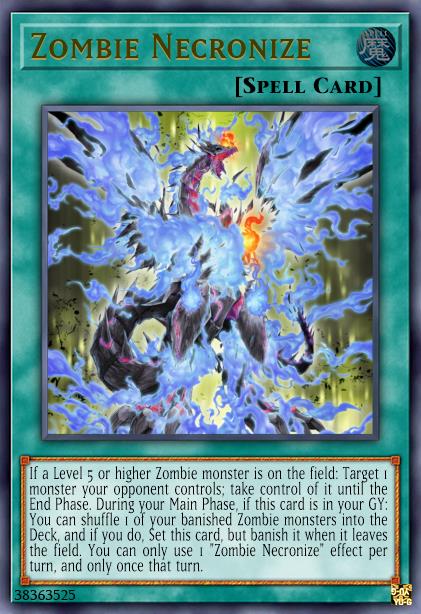 ZOMBIE NECRONIZE
魔
[SPELL CARD]
If a Level 5 or higher Zombie monster is on the field: Target 1
monster your opponent controls; take control of it until the
End Phase. During your Main Phase, if this card is in your GY:
You can shuffle 1 of your banished Zombie monsters into the
Deck, and if you do, Set this card, but banish it when it leaves
the field. You can only use 1 "Zombie Necronize" effect per
turn, and only once that turn.
38363525